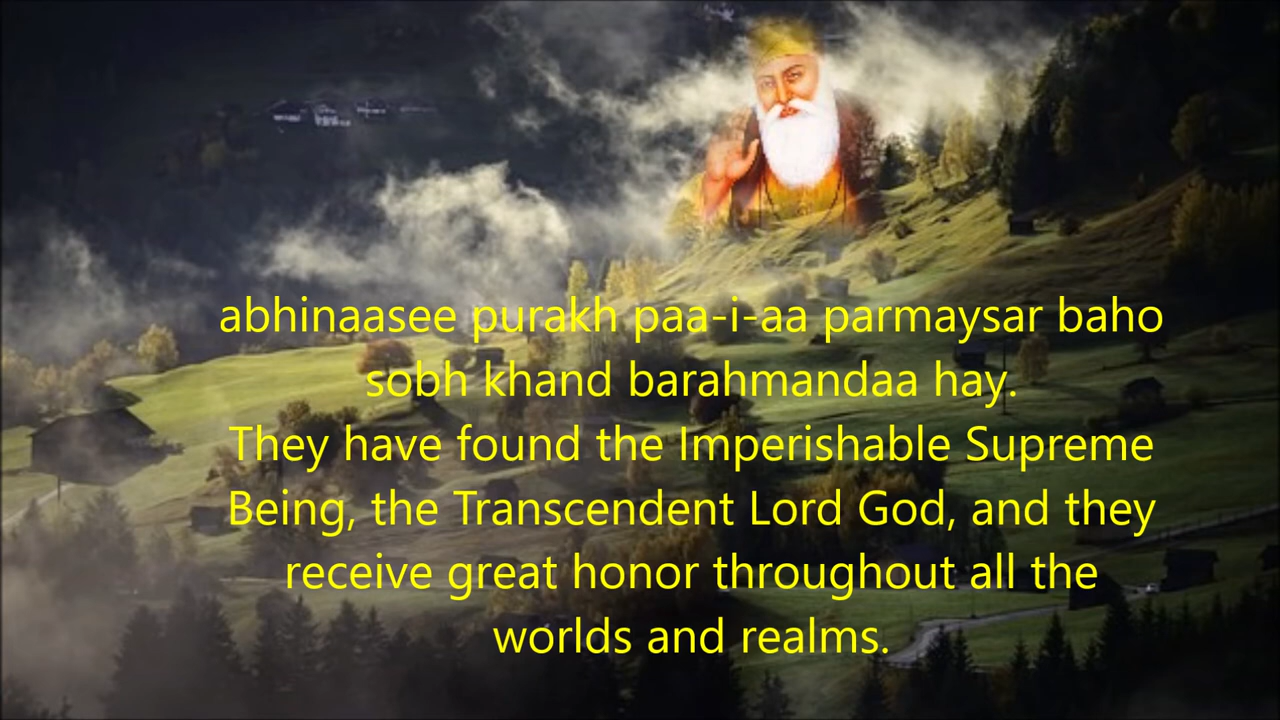 abhinaasee purakh paa-i-aa parmaysar baho
sobh khand barahmandaa hay.
They have found the Imperishable Supreme
Being, the Transcendent Lord God, and they
receive great honor throughout all the
worlds and realms.